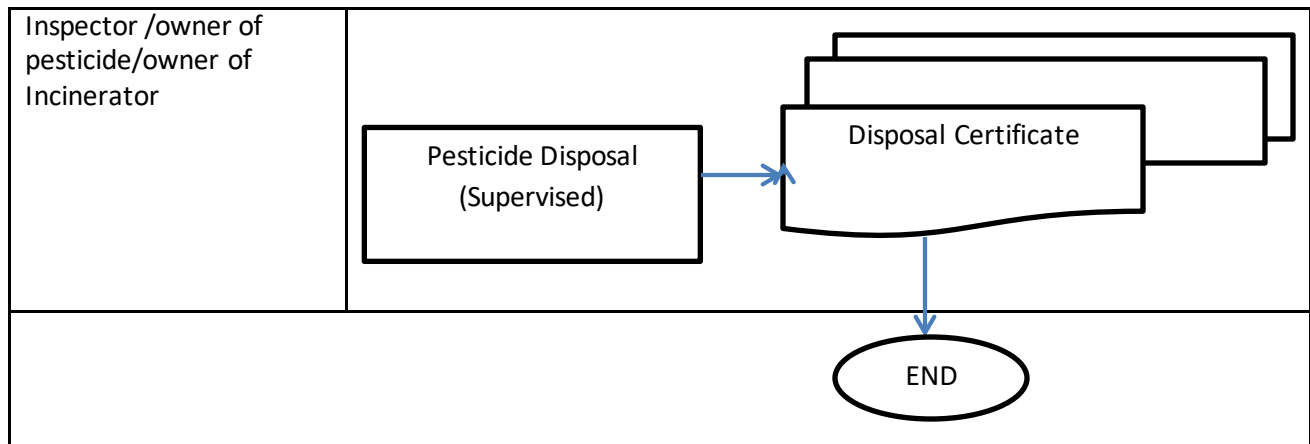 Inspector /owner of
pesticide/owner of
Incinerator
Pesticide Disposal
(Supervised)
Disposal Certificate
END